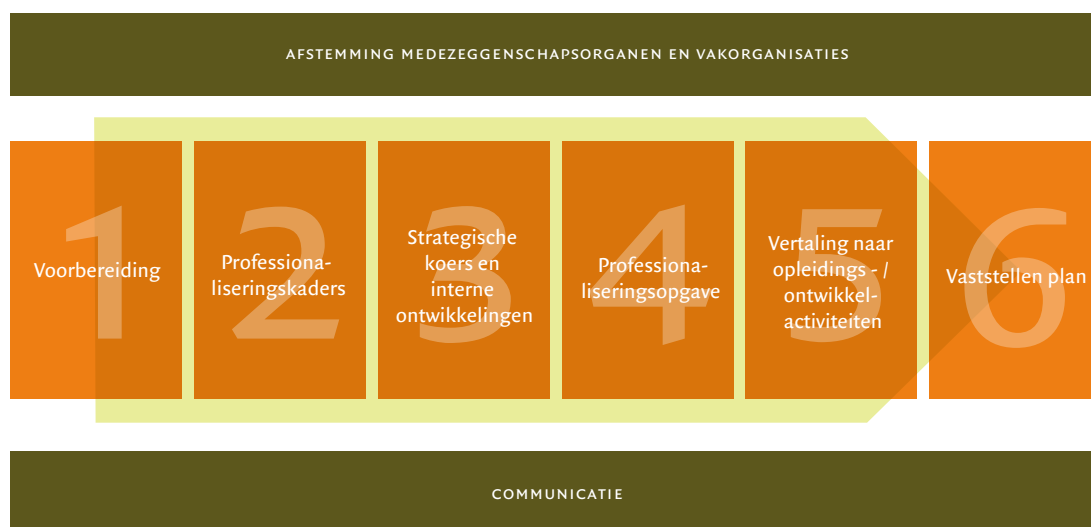 AFSTEMMING MEDEZEGGENSCHAPSORGANEN EN VAKORGANISATIES
1
Voorbereiding
2
Professiona-
liseringskaders
3
Strategische
koers en
interne
ontwikkelingen
4
Professiona-
liseringsopgave
5
Vertaling naar
opleidings - /
ontwikkel-
activiteiten
6
Vaststellen plan
COMMUNICATIE